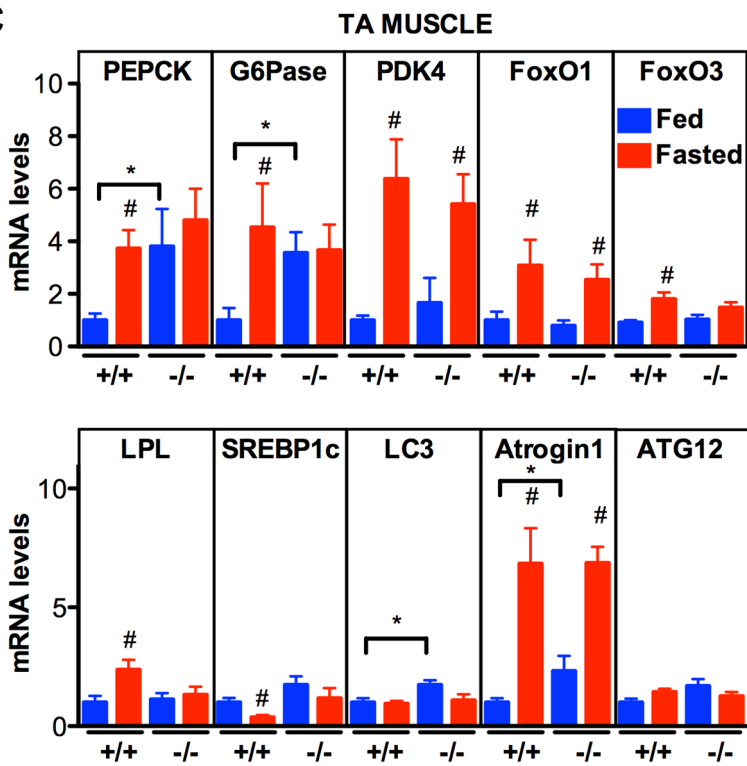 C
TA MUSCLE
PEPCK G6Pase PDK4 FoxO1 FoxO3
Fed
Fasted
mRNA levels
10
8
6
4
2
0
* # * # # # # # #
+/+ -/- +/+ -/- +/+ -/- +/+ -/- +/+ -/-
LPL SREBP1c LC3 Atrogin1 ATG12
mRNA levels
10
5
0
# # * * # #
+/+ -/- +/+ -/- +/+ -/- +/+ -/- +/+ -/-